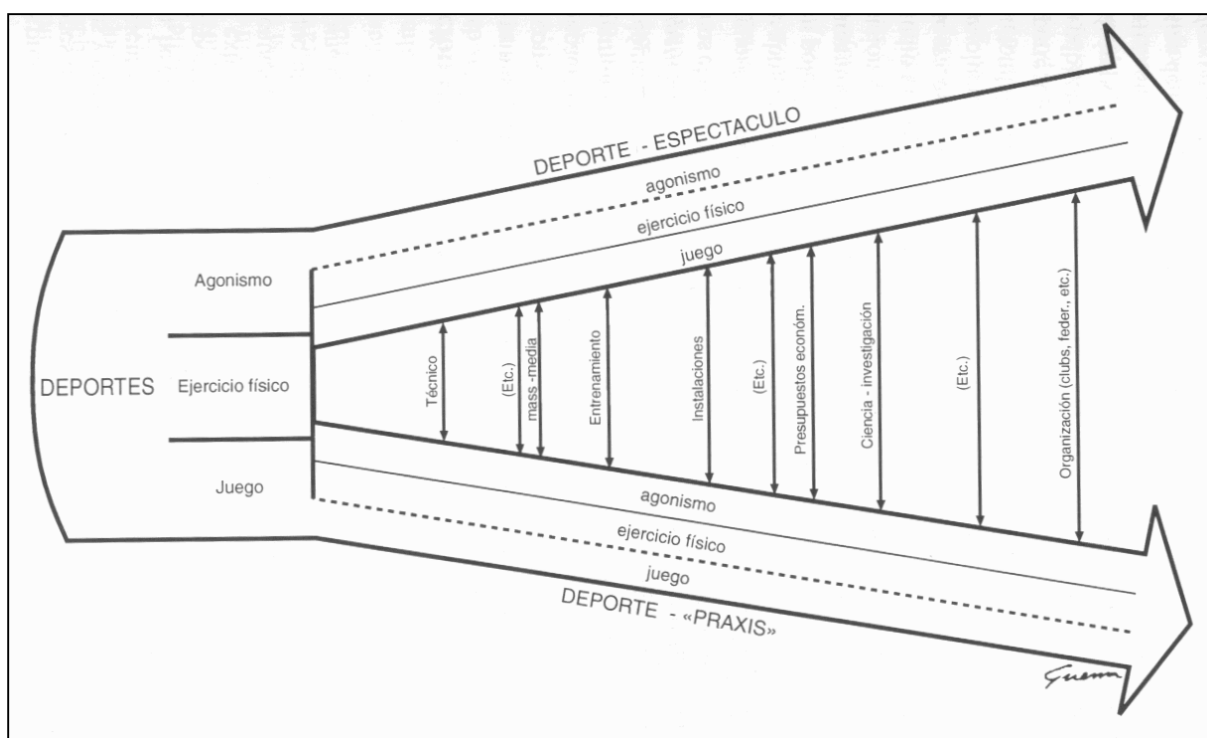 DEPORTE - ESPECTACULO
agonismo
ejercicio físico
juego
DEPORTES
Agonismo
Ejercicio físico
Juego
Técnico
(Etc.)
mass -media
Entrenamiento
Instalaciones
(Etc.)
Presupuestos económ.
Ciencia - investigación
(Etc.)
Organización (clubs, feder., etc.)
agonismo
ejercicio físico
juego
DEPORTE - «PRAXIS»